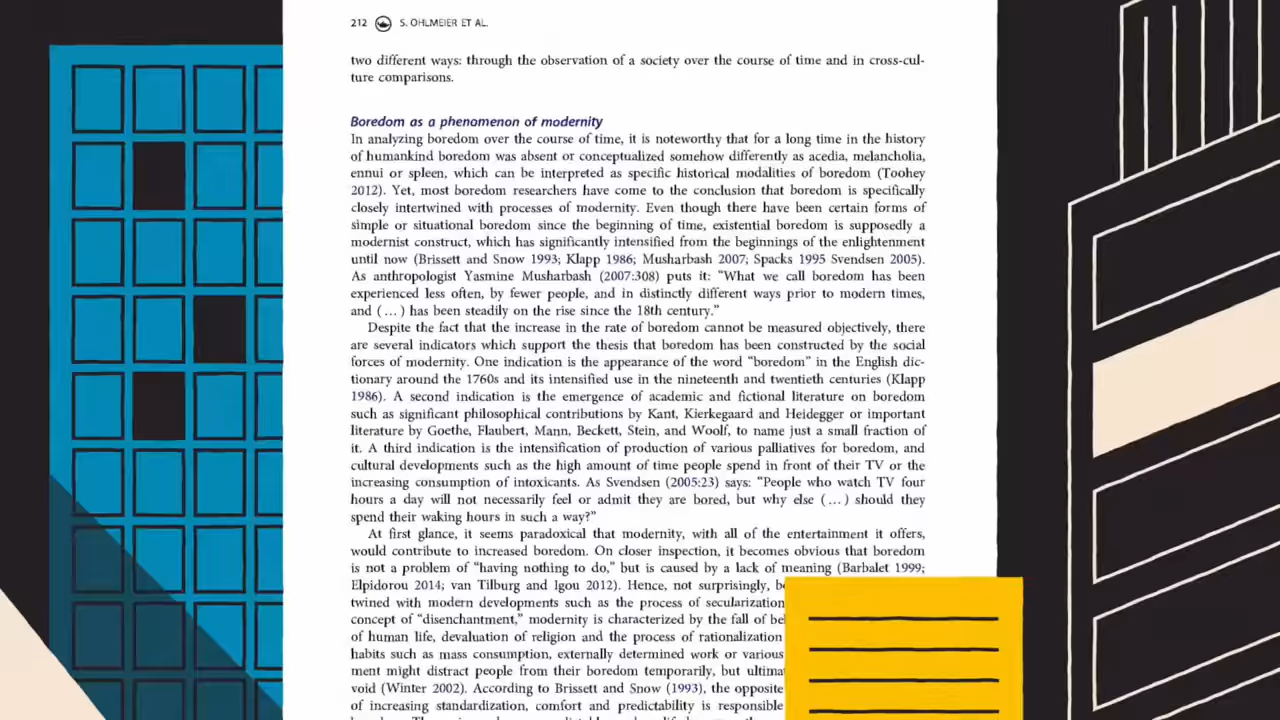 212 S. OHLMEIER ET AL.
two different ways: through the observation of a society over the course of time and in cross-cul-
ture comparisons.
Boredom as a phenomenon of modernity
In analyzing boredom over the course of time, it is noteworthy that for a long time in the history
of humankind boredom was absent or conceptualized somehow differently as acedia, melancholia,
ennui or spleen, which can be interpreted as specific historical modalities of boredom (Toohey
2012). Yet, most boredom researchers have come to the conclusion that boredom is specifically
closely intertwined with processes of modernity. Even though there have been certain forms of
simple or situational boredom since the beginning of time, existential boredom is supposedly a
modernist construct, which has significantly intensified from the beginnings of the enlightenment
until now (Brissett and Snow 1993; Klapp 1986; Musharbash 2007; Spacks 1995 Svendsen 2005).
As anthropologist Yasmine Musharbash (2007:308) puts it: “What we call boredom has been
experienced less often, by fewer people, and in distinctly different ways prior to modern times,
and (…) has been steadily on the rise since the 18th century.”
Despite the fact that the increase in the rate of boredom cannot be measured objectively, there
are several indicators which support the thesis that boredom has been constructed by the social
forces of modernity. One indication is the appearance of the word “boredom” in the English dic-
tionary around the 1760s and its intensified use in the nineteenth and twentieth centuries (Klapp
1986). A second indication is the emergence of academic and fictional literature on boredom
such as significant philosophical contributions by Kant, Kierkegaard and Heidegger or important
literature by Goethe, Flaubert, Mann, Beckett, Stein, and Woolf, to name just a small fraction of
it. A third indication is the intensification of production of various palliatives for boredom, and
cultural developments such as the high amount of time people spend in front of their TV or the
increasing consumption of intoxicants. As Svendsen (2005:23) says: “People who watch TV four
hours a day will not necessarily feel or admit they are bored, but why else (…) should they
spend their waking hours in such a way?”
At first glance, it seems paradoxical that modernity, with all of the entertainment it offers,
would contribute to increased boredom. On closer inspection, it becomes obvious that boredom
is not a problem of “having nothing to do,” but is caused by a lack of meaning (Barbalet 1999;
Elpidorou 2014; van Tilburg and Igou 2012). Hence, not surprisingly,
twined with modern developments such as the process of secularization
concept of “disenchantment,” modernity is characterized by the fall of
of human life, devaluation of religion and the process of rationalization
habits such as mass consumption, externally determined work or various
ment might distract people from their boredom temporarily, but
void (Winter 2002). According to Brissett and Snow (1993), the opposite
of increasing standardization, comfort and predictability is responsible